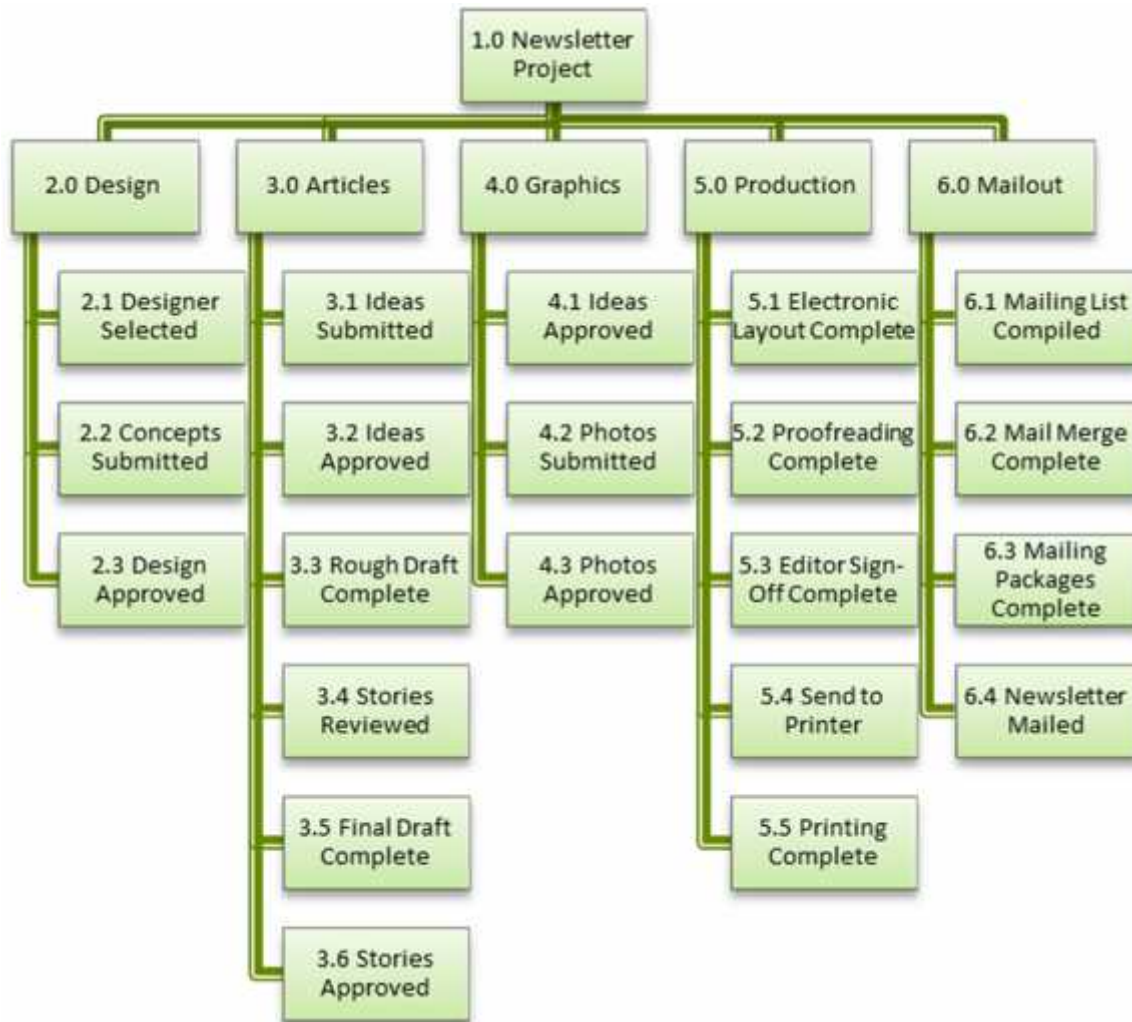 1.0 Newsletter
Project
2.0 Design
3.0 Articles
4.0 Graphics
5.0 Production
6.0 Mailout
2.1 Designer
Selected
2.2 Concepts
Submitted
2.3 Design
Approved
3.1 Ideas
Submitted
3.2 Ideas
Approved
3.3 Rough Draft
Complete
3.4 Stories
Reviewed
3.5 Final Draft
Complete
3.6 Stories
Approved
4.1 Ideas
Approved
4.2 Photos
Submitted
4.3 Photos
Approved
5.1 Electronic
Layout Complete
5.2 Proofreading
Complete
5.3 Editor Sign-
Off Complete
5.4 Send to
Printer
5.5 Printing
Complete
6.1 Mailing List
Compiled
6.2 Mail Merge
Complete
6.3 Mailing
Packages
Complete
6.4 Newsletter
Mailed